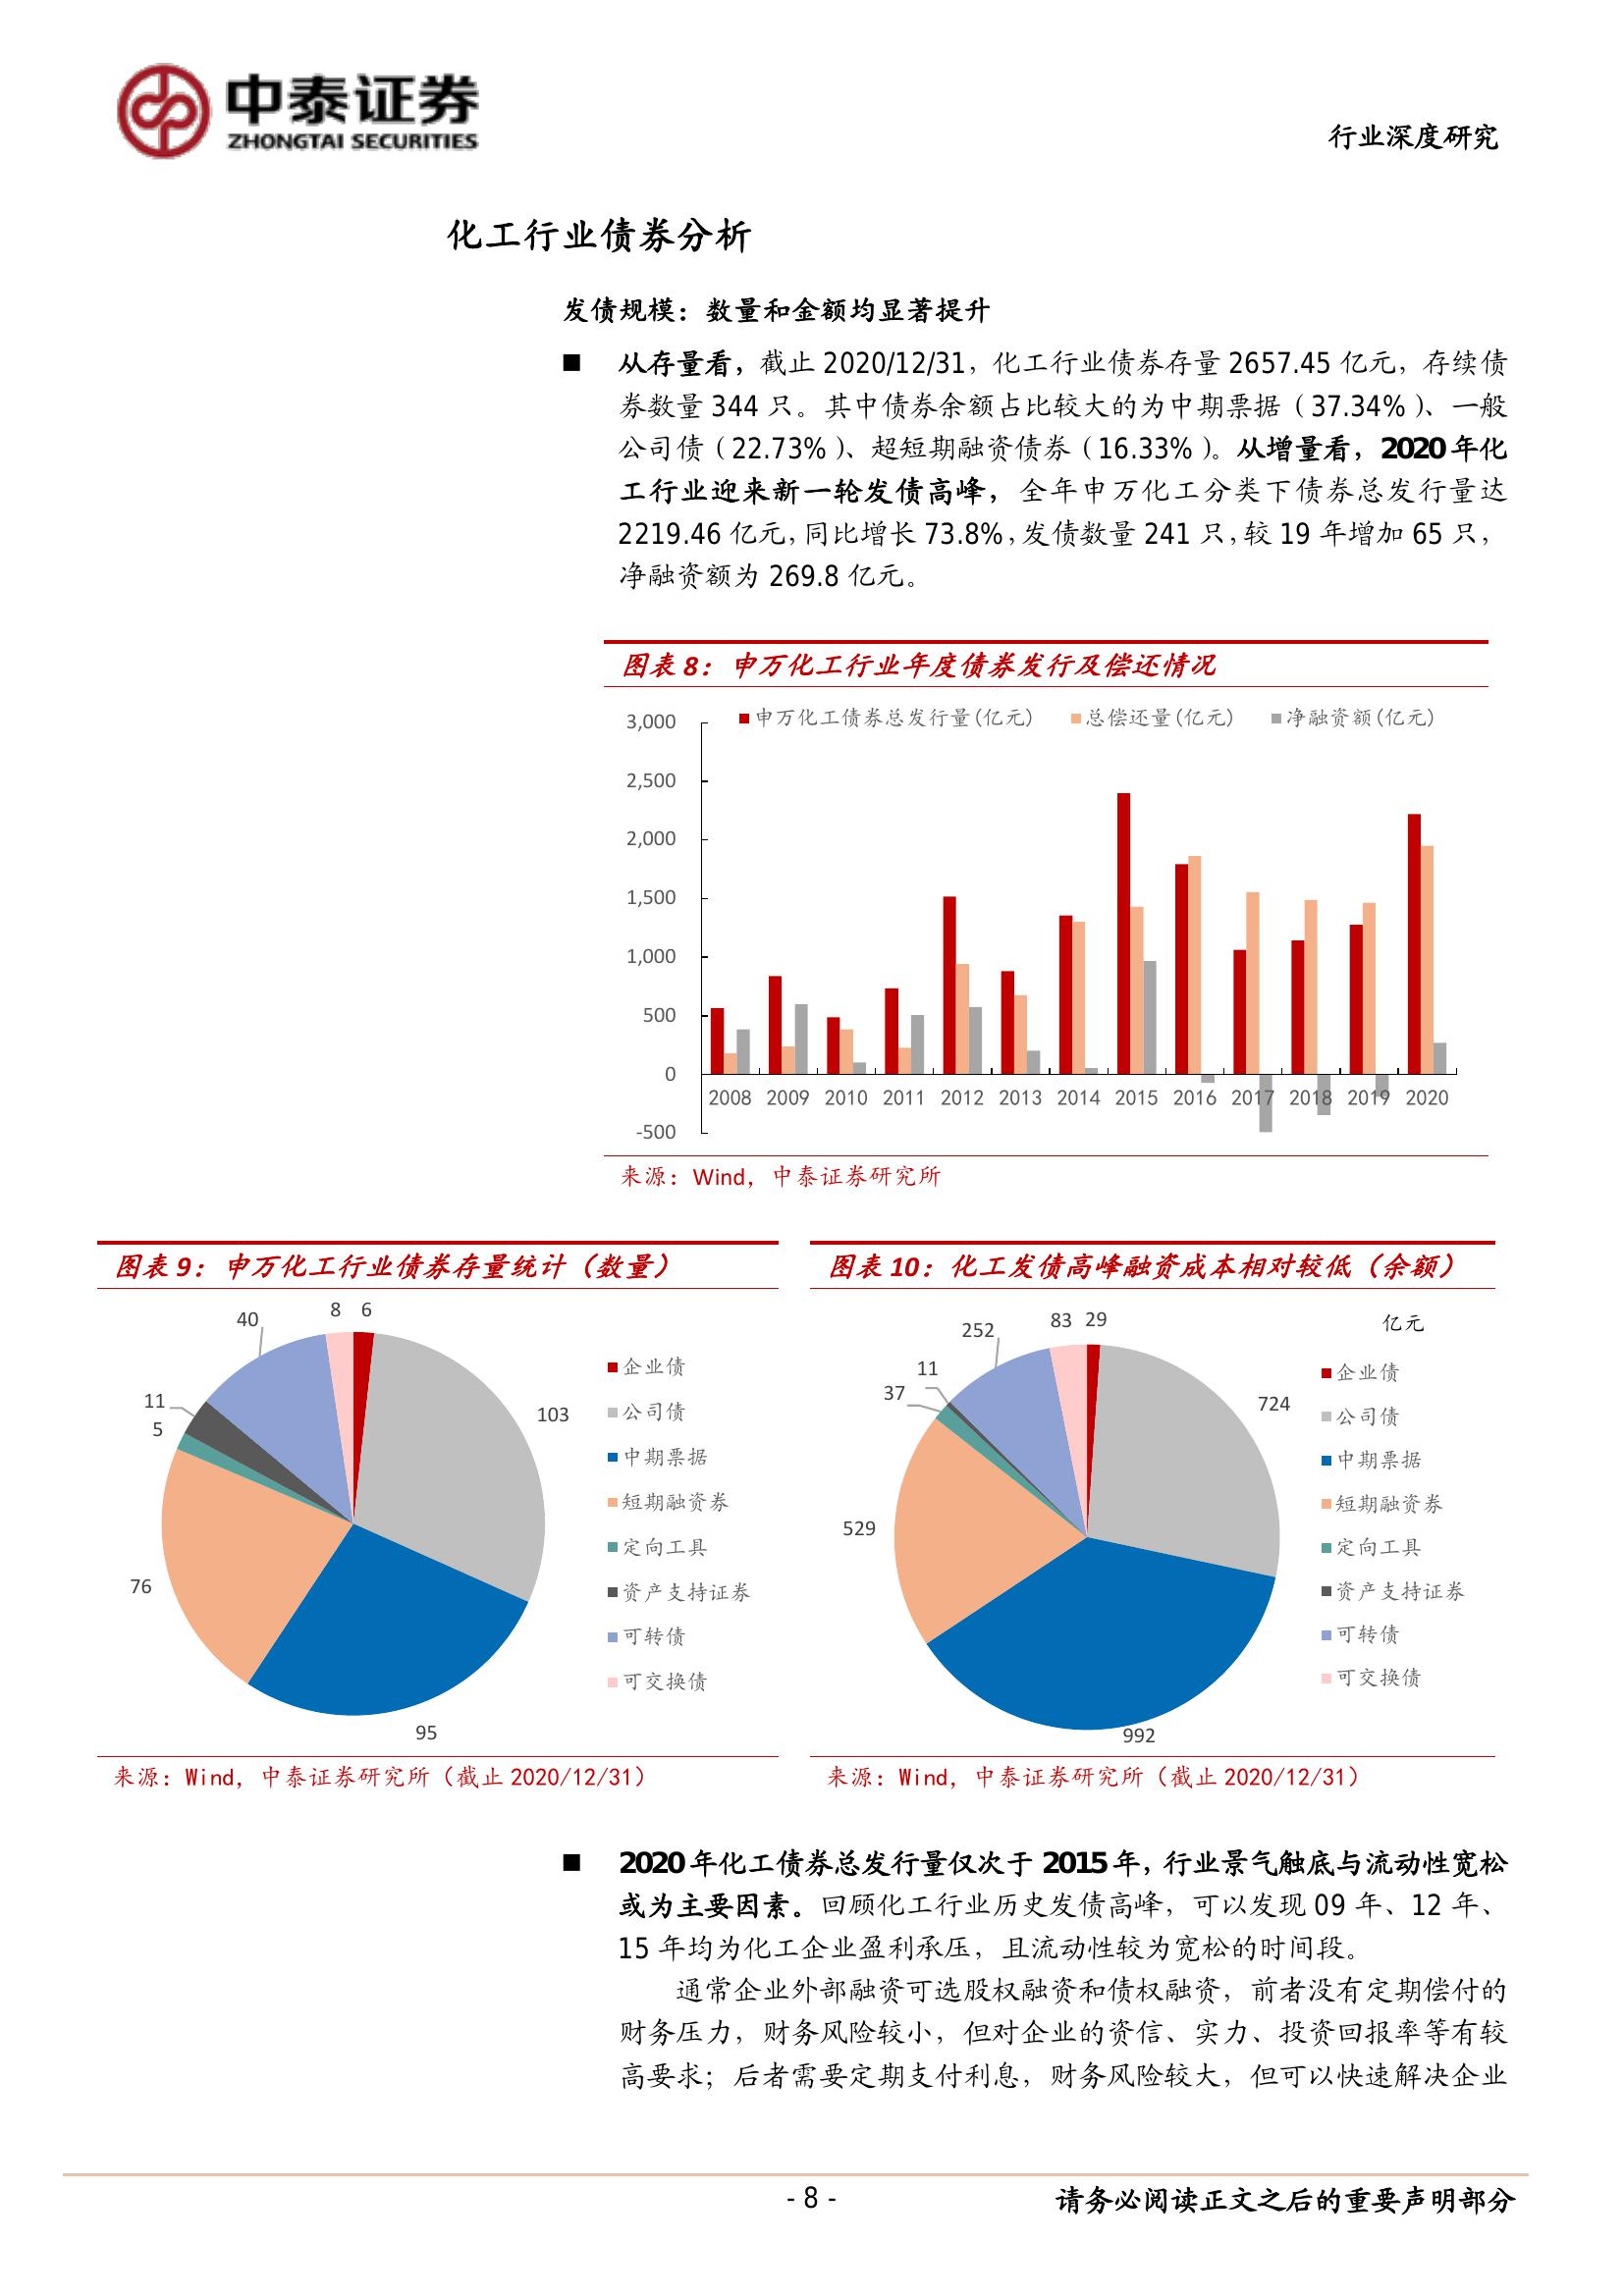 中泰证券
ZHONGTAI SECURITIES
行业深度研究
化工行业债券分析
发债规模：数量和金额均显著提升
■ 从存量看，截止 2020/12/31，化工行业债券存量 2657.45 亿元，存续债
券数量 344 只。其中债券余额占比较大的为中期票据（37.34%）、一般
公司债（22.73%）、超短期融资债券（16.33%）。从增量看，2020 年化
工行业迎来新一轮发债高峰，全年申万化工分类下债券总发行量达
2219.46 亿元，同比增长 73.8%，发债数量 241 只，较 19 年增加 65 只，
净融资额为 269.8 亿元。
图表 8：申万化工行业年度债券发行及偿还情况
申万化工债券总发行量(亿元) 总偿还量(亿元) 净融资额(亿元)
3,000
2,500
2,000
1,500
1,000
500
0
-500
2008 2009 2010 2011 2012 2013 2014 2015 2016 2017 2018 2019 2020
来源：Wind，中泰证券研究所
图表 9：申万化工行业债券存量统计（数量）
6
103
95
76
5
11
40
8
企业债
公司债
中期票据
短期融资券
定向工具
资产支持证券
可转债
可交换债
来源：Wind，中泰证券研究所（截止 2020/12/31）
图表 10：化工发债高峰融资成本相对较低（余额）
亿元
29
724
992
529
37
11
252
83
企业债
公司债
中期票据
短期融资券
定向工具
资产支持证券
可转债
可交换债
来源：Wind，中泰证券研究所（截止 2020/12/31）
■ 2020 年化工债券总发行量仅次于 2015 年，行业景气触底与流动性宽松
或为主要因素。回顾化工行业历史发债高峰，可以发现 09 年、12 年、
15 年均为化工企业盈利承压，且流动性较为宽松的时间段。
通常企业外部融资可选股权融资和债权融资，前者没有定期偿付的
财务压力，财务风险较小，但对企业的资信、实力、投资回报率等有较
高要求；后者需要定期支付利息，财务风险较大，但可以快速解决企业
- 8 -
请务必阅读正文之后的重要声明部分